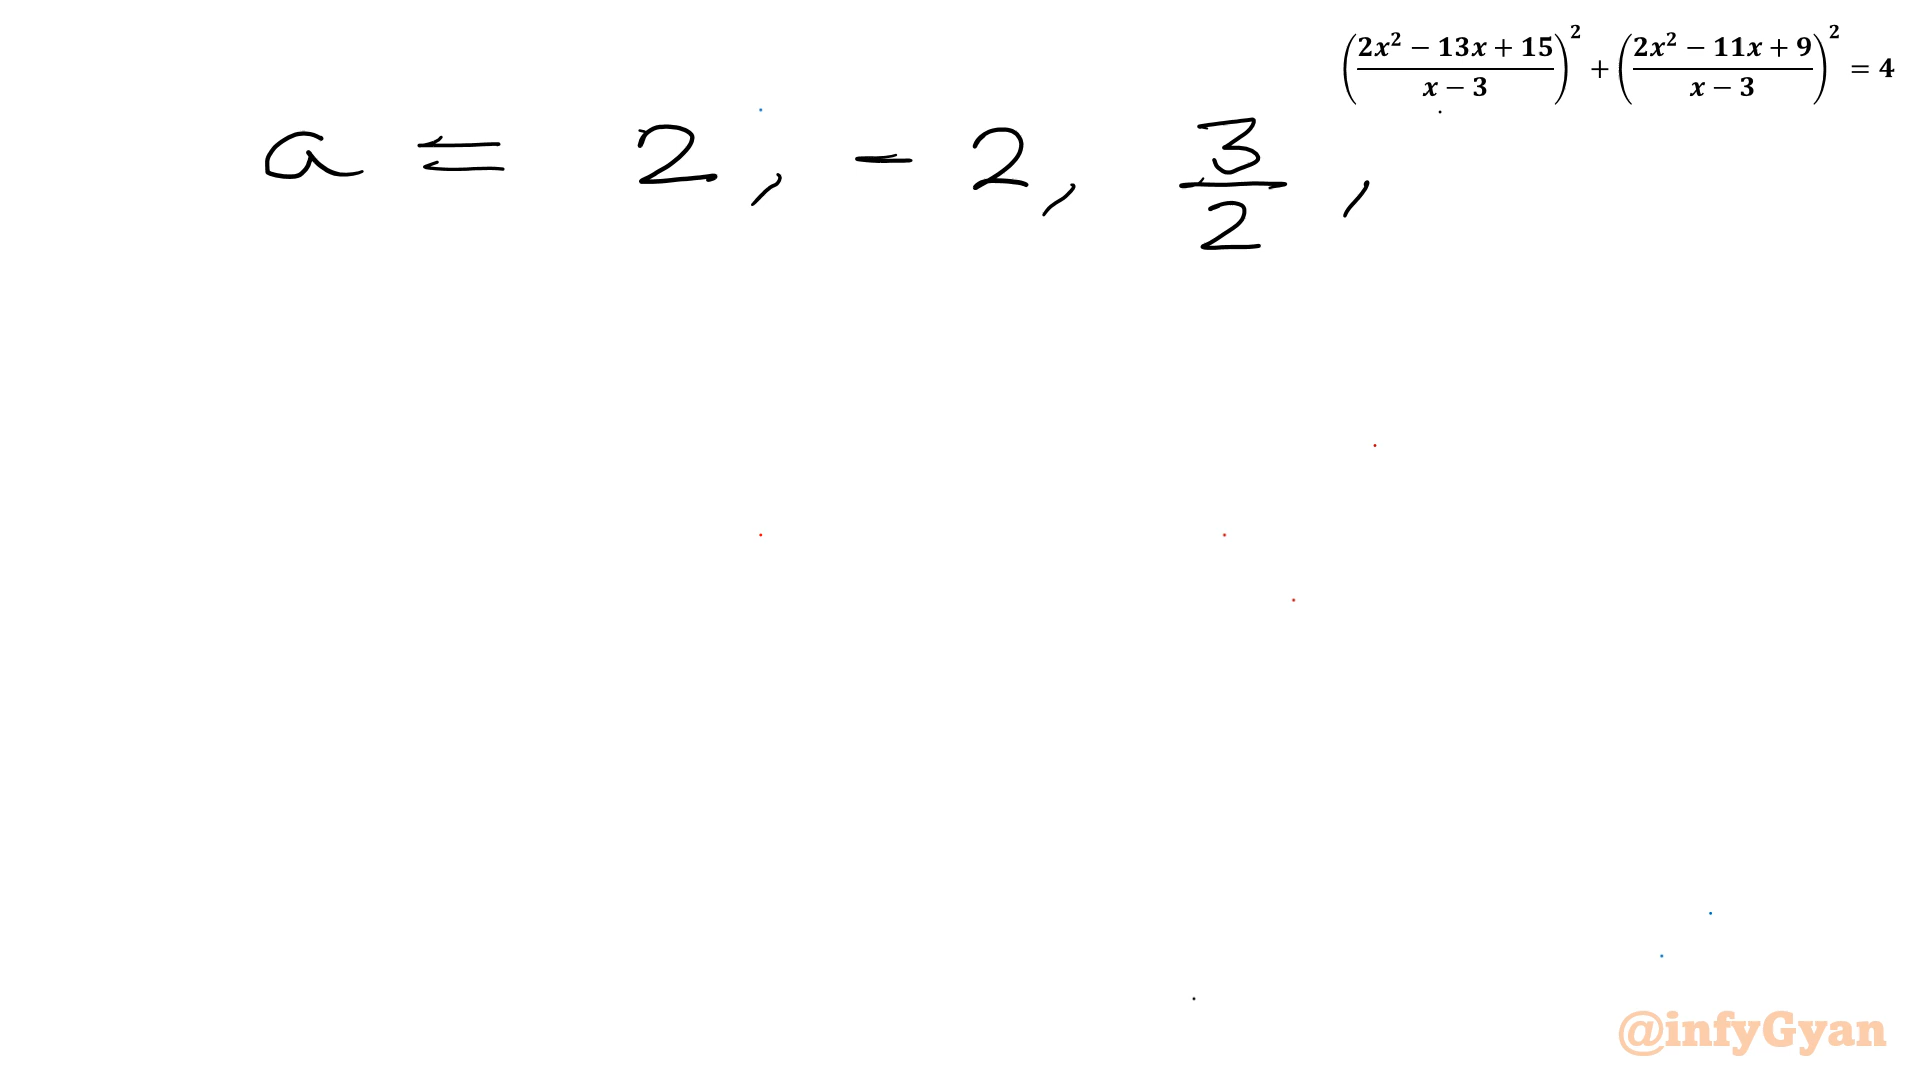 (2x² − 13x + 15 / x − 3)² + (2x² − 11x + 9 / x − 3)² = 4
a = 2, −2, 3/2,
@infyGyan